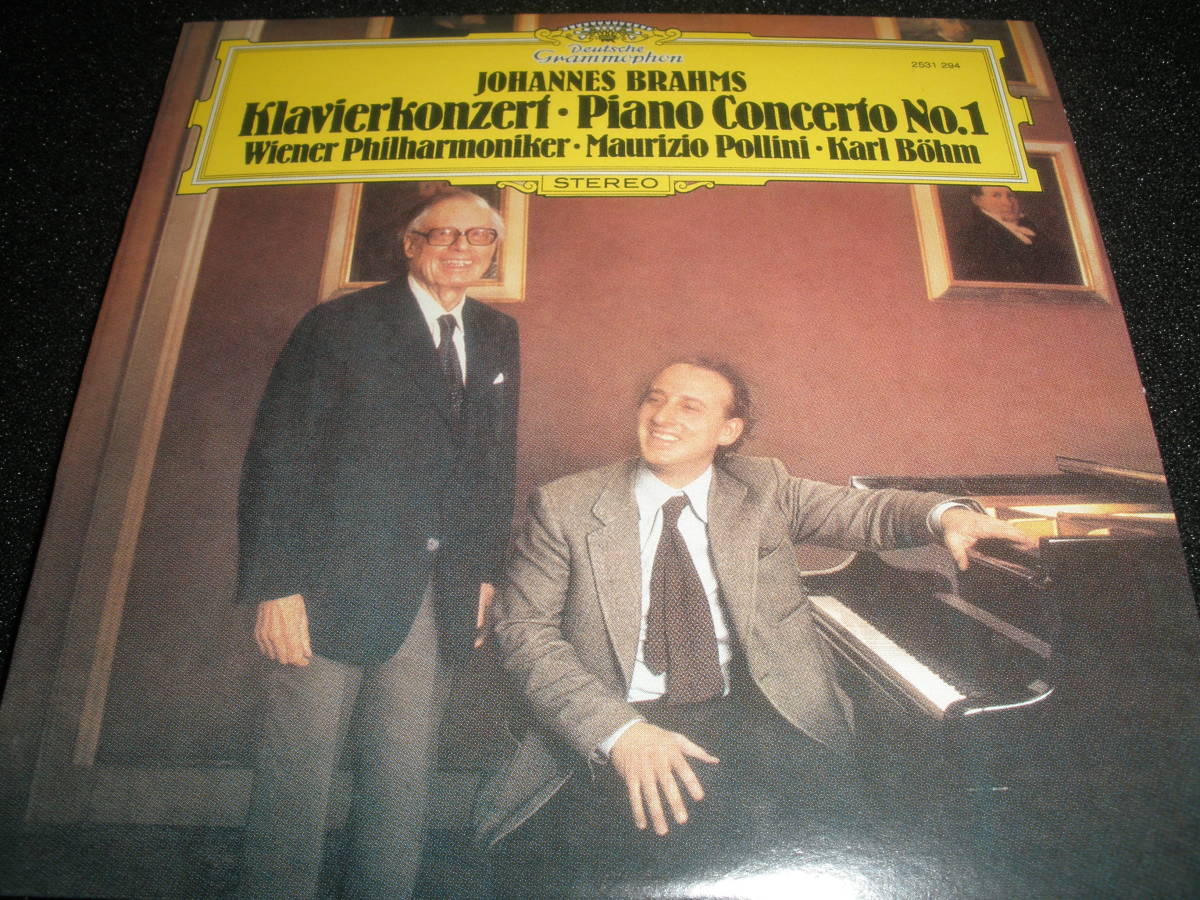 Deutsche
Grammophon
2531 294
JOHANNES BRAHMS
Klavierkonzert · Piano Concerto No.1
Wiener Philharmoniker · Maurizio Pollini · Karl Böhm
STEREO